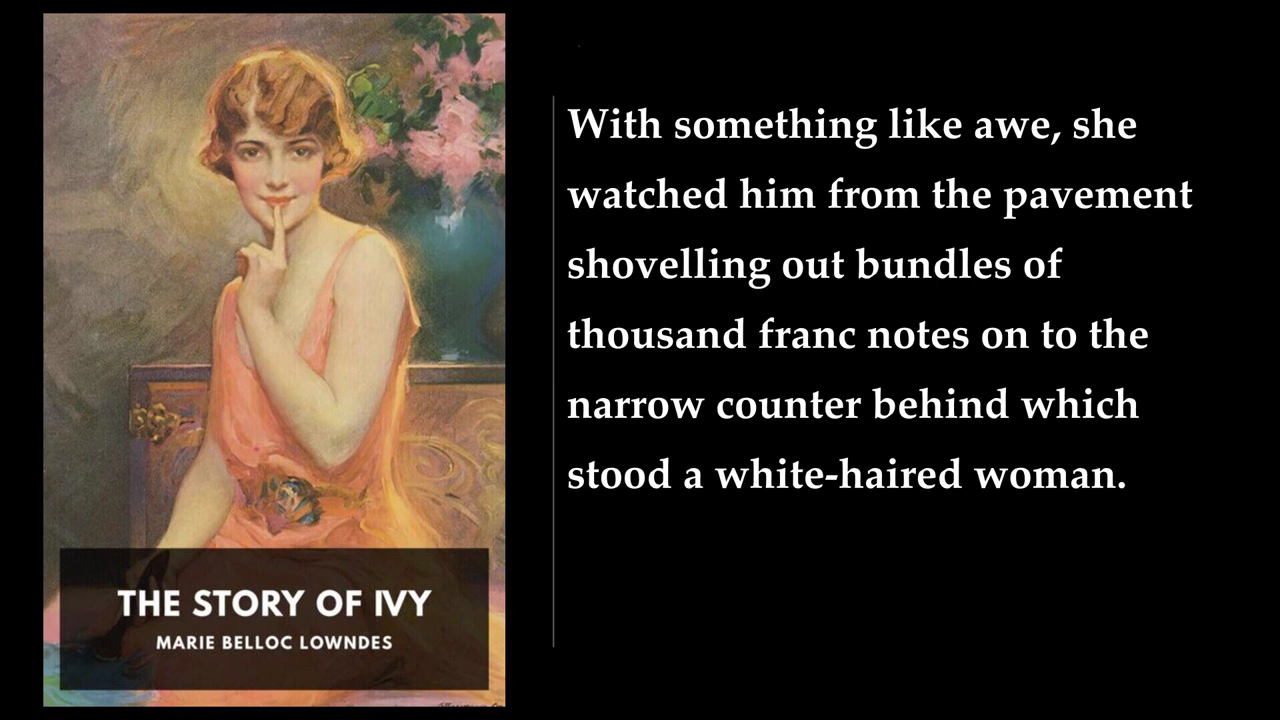 With something like awe, she
watched him from the pavement
shovelling out bundles of
thousand franc notes on to the
narrow counter behind which
stood a white-haired woman.
THE STORY OF IVY
MARIE BELLOC LOWNDES